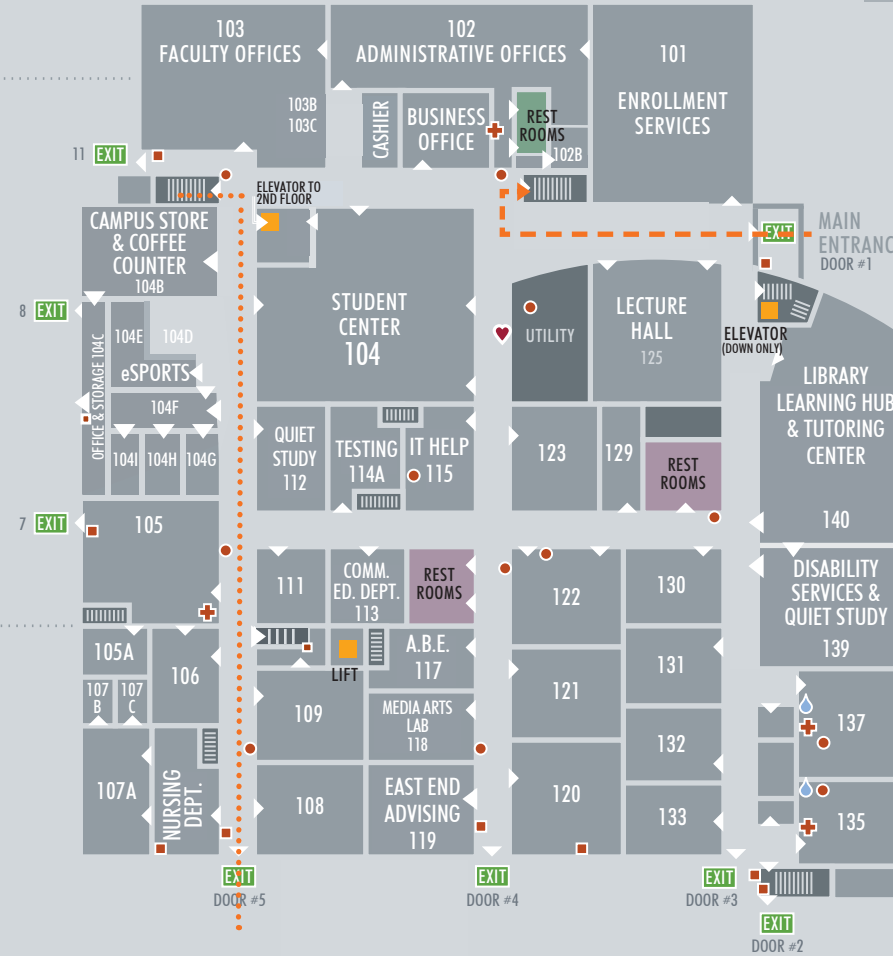 103
FACULTY OFFICES
102
ADMINISTRATIVE OFFICES
101
ENROLLMENT
SERVICES
103B
103C
CASHIER
BUSINESS
OFFICE
REST
ROOMS
102B
11 EXIT
ELEVATOR TO
2ND FLOOR
CAMPUS STORE
& COFFEE
COUNTER
104B
EXIT
MAIN
ENTRANC
DOOR #1
8 EXIT
STUDENT
CENTER
104
UTILITY
LECTURE
HALL
125
ELEVATOR
(DOWN ONLY)
104E
104D
eSPORTS
OFFICE & STORAGE 104C
104F
104I
104H
104G
LIBRARY
LEARNING HUB
& TUTORING
CENTER
140
QUIET
STUDY
112
TESTING
114A
IT HELP
115
123
129
REST
ROOMS
7 EXIT
105
111
COMM.
ED. DEPT.
113
REST
ROOMS
122
130
DISABILITY
SERVICES &
QUIET STUDY
139
105A
106
107
B
107
C
LIFT
A.B.E.
117
121
131
109
MEDIA ARTS
LAB
118
132
137
107A
NURSING
DEPT.
108
EAST END
ADVISING
119
120
133
135
EXIT
DOOR #5
EXIT
DOOR #4
EXIT
DOOR #3
EXIT
DOOR #2